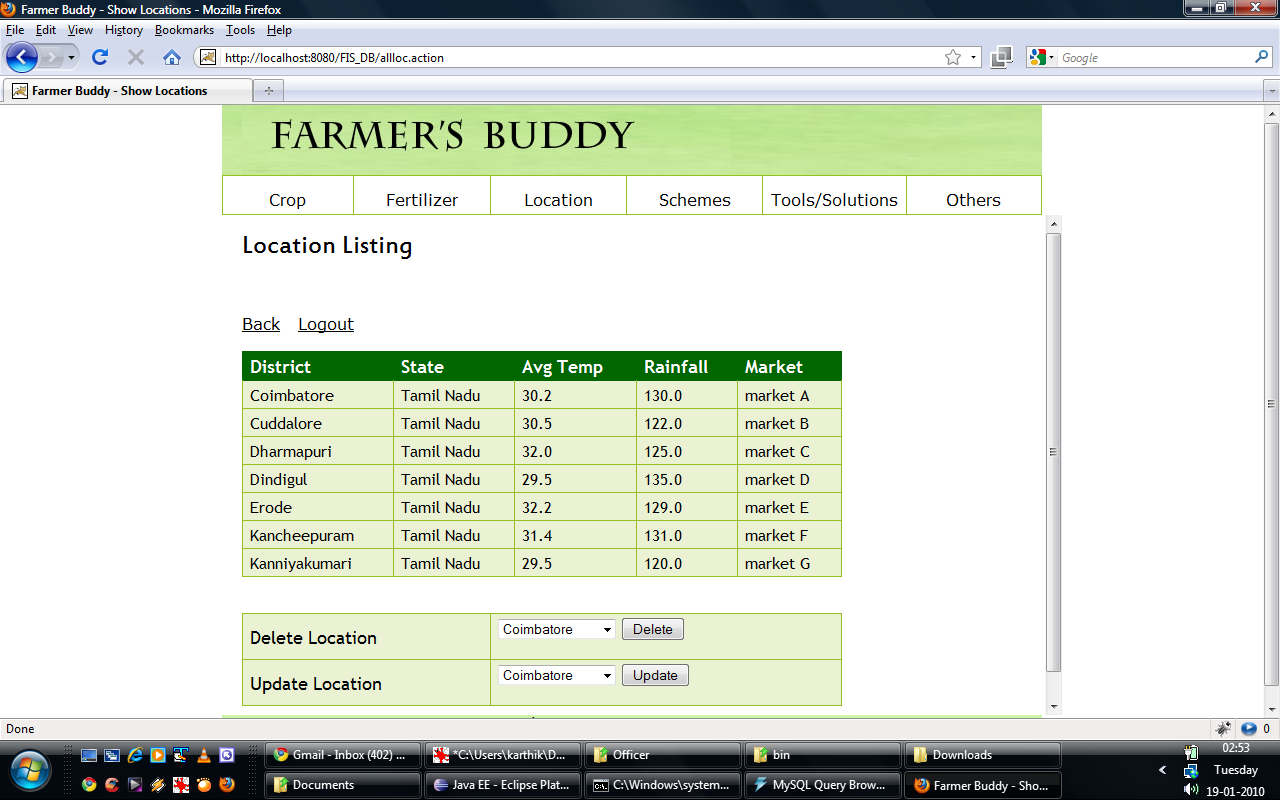 Farmer Buddy - Show Locations - Mozilla Firefox
File Edit View History Bookmarks Tools Help
http://localhost:8080/FIS_DB/allloc.action
Google
Farmer Buddy - Show Locations
FARMER'S BUDDY
Crop Fertilizer Location Schemes Tools/Solutions Others
Location Listing
Back Logout
District State Avg Temp Rainfall Market
Coimbatore Tamil Nadu 30.2 130.0 market A
Cuddalore Tamil Nadu 30.5 122.0 market B
Dharmapuri Tamil Nadu 32.0 125.0 market C
Dindigul Tamil Nadu 29.5 135.0 market D
Erode Tamil Nadu 32.2 129.0 market E
Kancheepuram Tamil Nadu 31.4 131.0 market F
Kanniyakumari Tamil Nadu 29.5 120.0 market G
Delete Location Coimbatore Delete
Update Location Coimbatore Update
Done 0
Gmail - Inbox (402) ... *C:\Users\karthik\D... Officer bin Downloads 02:53
Tuesday
Documents Java EE - Eclipse Plat... C:\Windows\system... MySQL Query Brow... Farmer Buddy - Sho... 19-01-2010